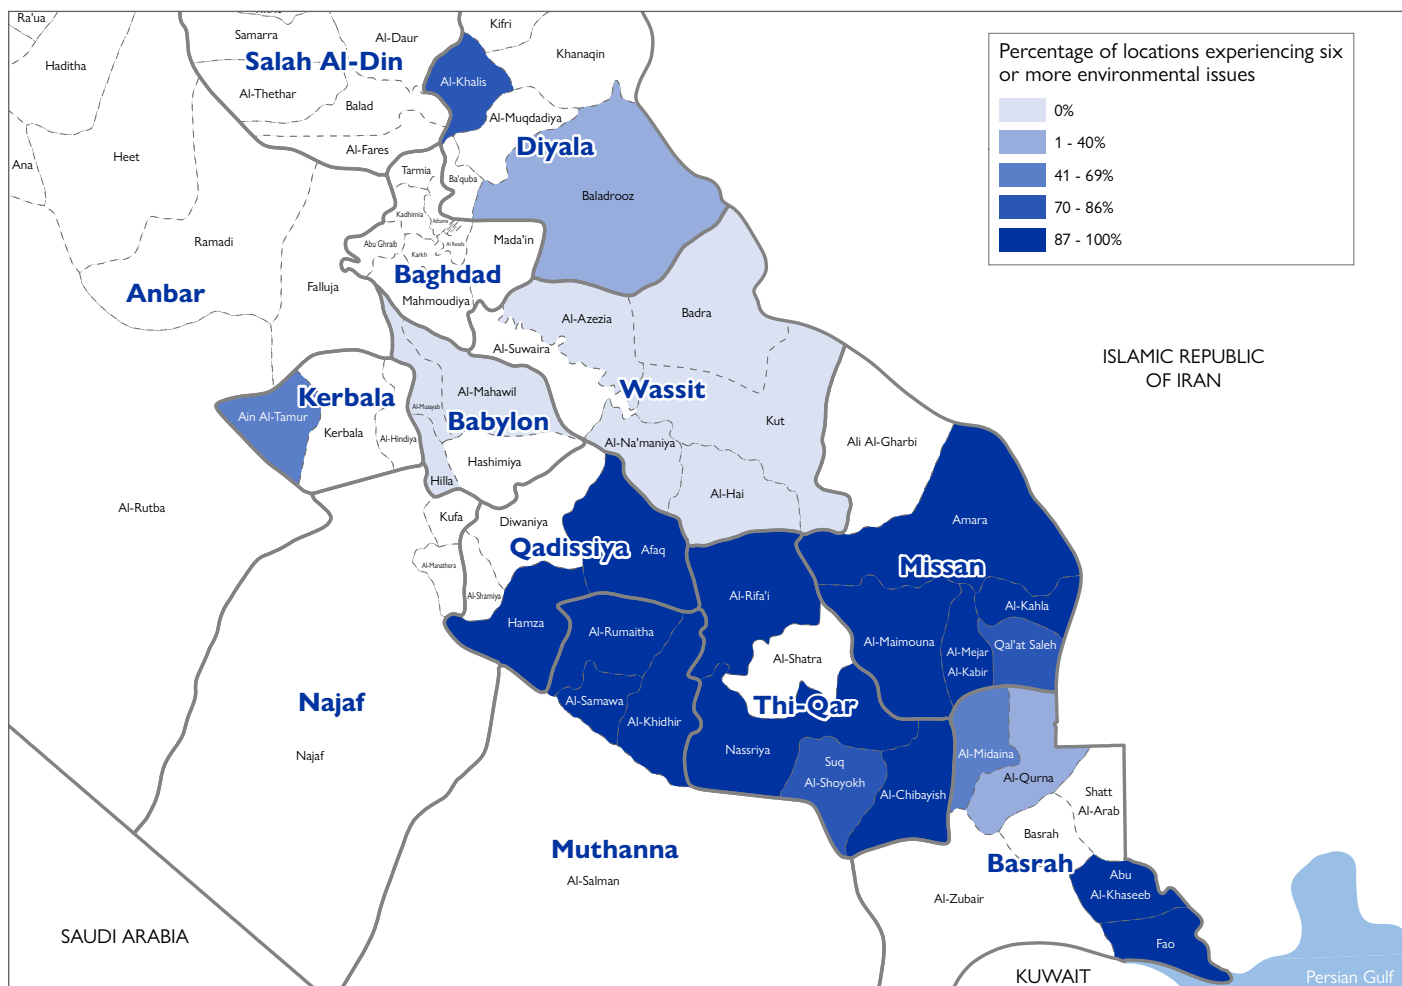 Ra'ua
Samarra
Al-Daur
Kifri
Khanaqin
Haditha
Salah Al-Din
Al-Khalis
Al-Thethar
Balad
Al-Muqdadiya
Diyala
Heet
Al-Fares
Ana
Tarmia
Ba'quba
Baladrooz
Kadhimia
Ramadi
Abu Ghraib
Karkh
Mada'in
Baghdad
Anbar
Falluja
Mahmoudiya
Al-Azezia
Badra
Al-Suwaira
Kerbala
Al-Mahawil
Wassit
Ain Al-Tamur
Al-Musayab
Babylon
Kut
Kerbala
Al-Hindiya
Al-Na'maniya
Ali Al-Gharbi
Hashimiya
Hilla
Al-Hai
Al-Rutba
Kufa
Diwaniya
Amara
Qadissiya
Afaq
Missan
Al-Manathera
Al-Shamiya
Al-Rifa'i
Al-Kahla
Hamza
Al-Rumaitha
Al-Maimouna
Qal'at Saleh
Al-Mejar
Al-Kabir
Al-Shatra
Najaf
Al-Samawa
Thi-Qar
Al-Khidhir
Najaf
Nassriya
Al-Midaina
Suq
Al-Shoyokh
Al-Qurna
Al-Chibayish
Shatt
Al-Arab
Basrah
Muthanna
Basrah
Al-Salman
Abu
Al-Khaseeb
Al-Zubair
Fao
SAUDI ARABIA
KUWAIT
Persian Gulf
ISLAMIC REPUBLIC
OF IRAN
Percentage of locations experiencing six
or more environmental issues
0%
1 - 40%
41 - 69%
70 - 86%
87 - 100%